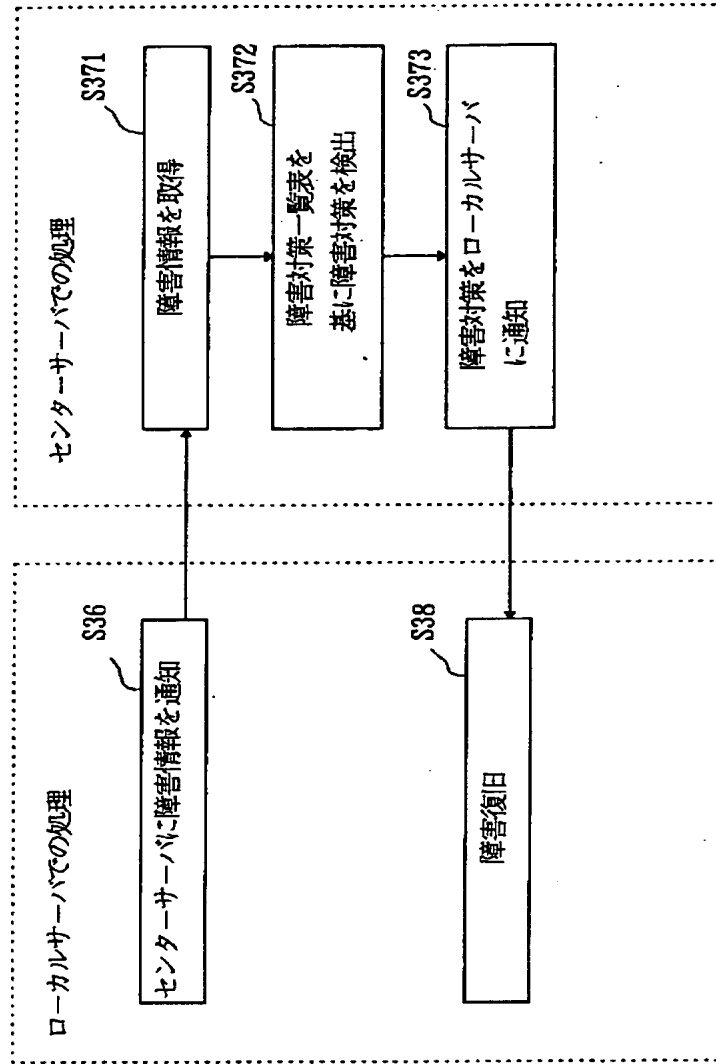 ローカルサーバでの処理
S36
センターサーバに障害情報を通知
S38
障害復旧
センターサーバでの処理
S371
障害情報を取得
S372
障害対策一覧表を
基に障害対策を検出
S373
障害対策をローカルサーバ
に通知